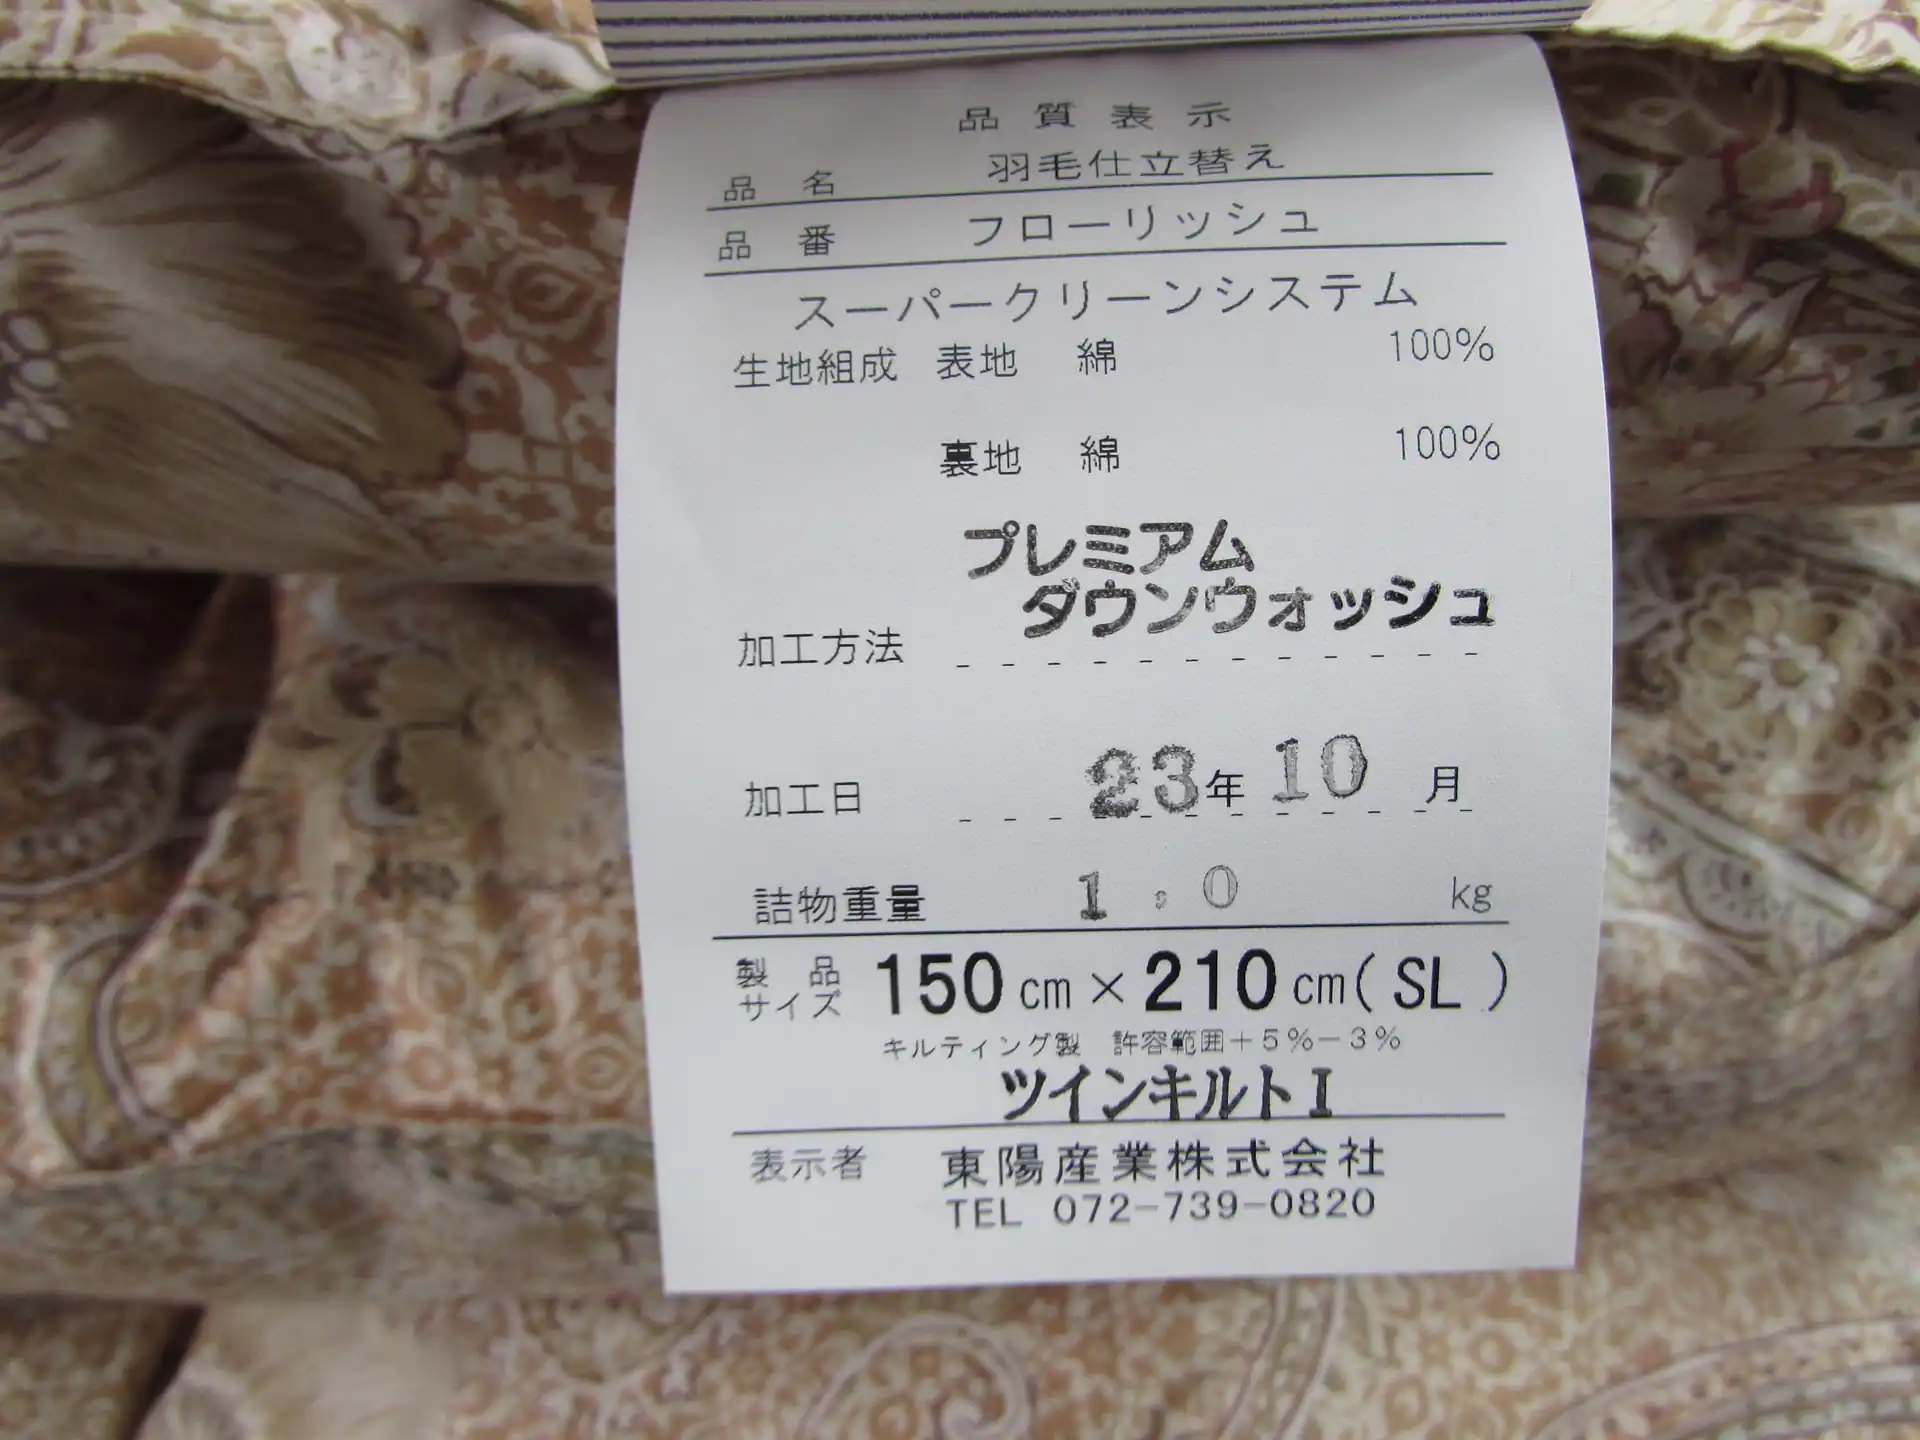 品質表示
品名 羽毛仕立替え
品番 フローリッシュ
スーパークリーンシステム
生地組成 表地 綿 100%
裏地 綿 100%
プレミアム
ダウンウォッシュ
加工方法
加工日 23年 10月
詰物重量 1.0 kg
製品サイズ 150cm×210cm(SL)
キルティング製 許容範囲+5%-3%
ツインキルトI
表示者 東陽産業株式会社
TEL 072-739-0820